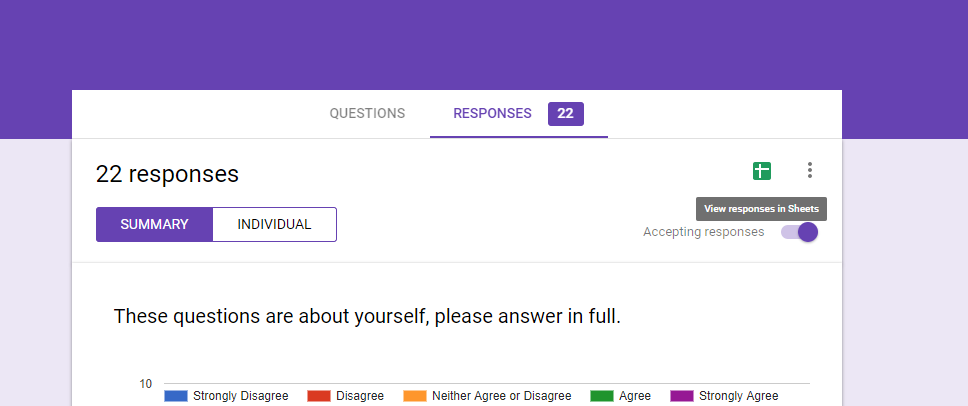 QUESTIONS RESPONSES 22
22 responses
View responses in Sheets
SUMMARY INDIVIDUAL
Accepting responses
These questions are about yourself, please answer in full.
10
Strongly Disagree Disagree Neither Agree or Disagree Agree Strongly Agree